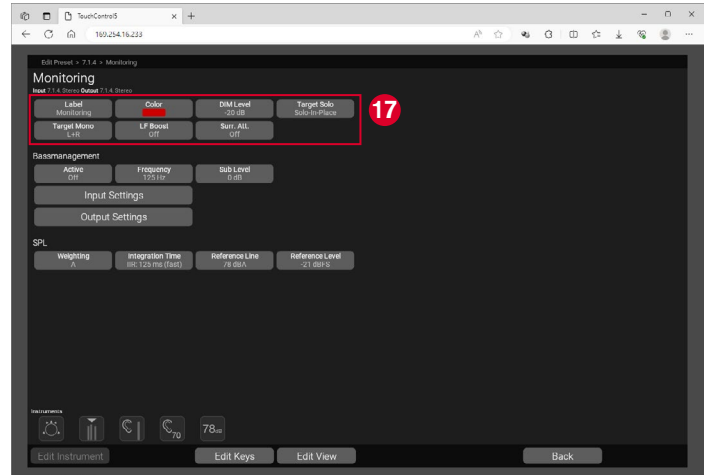 TouchControl5
169.254.16.233
Edit Preset > 7.1.4 > Monitoring
Monitoring
Input 7.1.4. Stereo Output 7.1.4. Stereo
Label Color DIM Level Target Solo
Monitoring -20 dB Solo-In-Place
17
Target Mono LF Boost Surr. Att.
L+R Off Off
Bassmanagement
Active Frequency Sub Level
Off 125 Hz 0 dB
Input Settings
Output Settings
SPL
Weighting Integration Time Reference Line Reference Level
A IIR: 125 ms (fast) 78 dBA -21 dBFS
Instruments
70
78dB
Edit Instrument Edit Keys Edit View Back